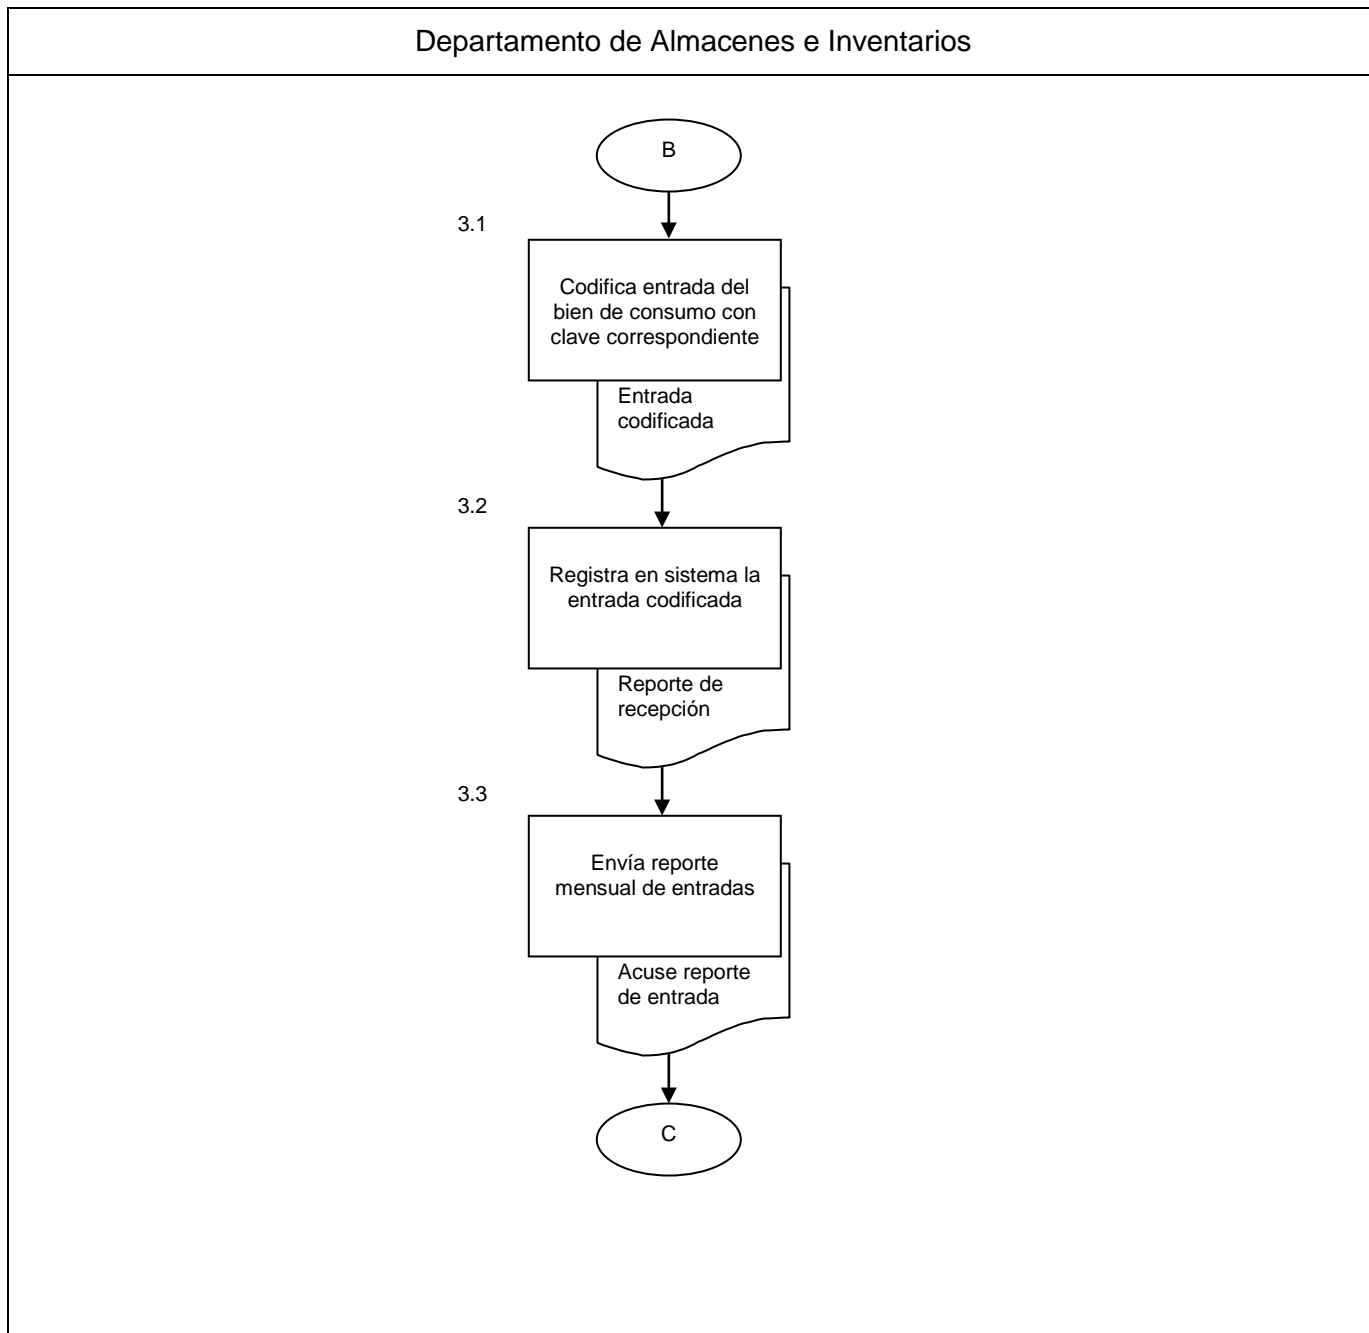 Departamento de Almacenes e Inventarios
B
3.1
Codifica entrada del
bien de consumo con
clave correspondiente
Entrada
codificada
3.2
Registra en sistema la
entrada codificada
Reporte de
recepción
3.3
Envía reporte
mensual de entradas
Acuse reporte
de entrada
C